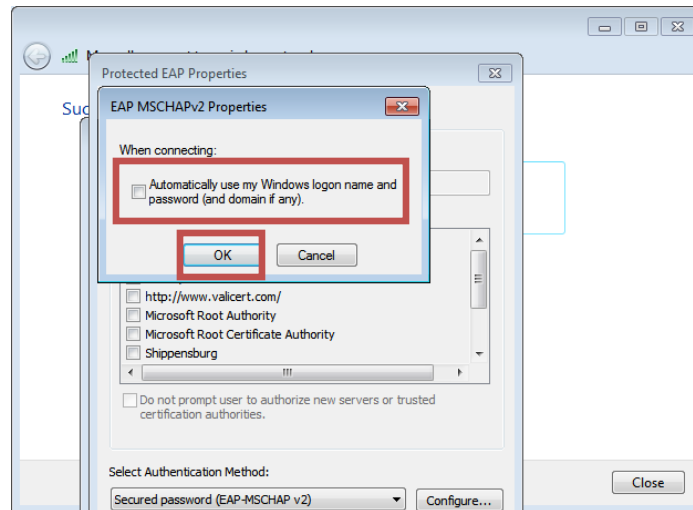 Protected EAP Properties
Suc
EAP MSCHAPv2 Properties
When connecting:
Automatically use my Windows logon name and
password (and domain if any).
OK Cancel
http://www.valicert.com/
Microsoft Root Authority
Microsoft Root Certificate Authority
Shippensburg
Do not prompt user to authorize new servers or trusted
certification authorities.
Select Authentication Method:
Secured password (EAP-MSCHAP v2) Configure...
Close